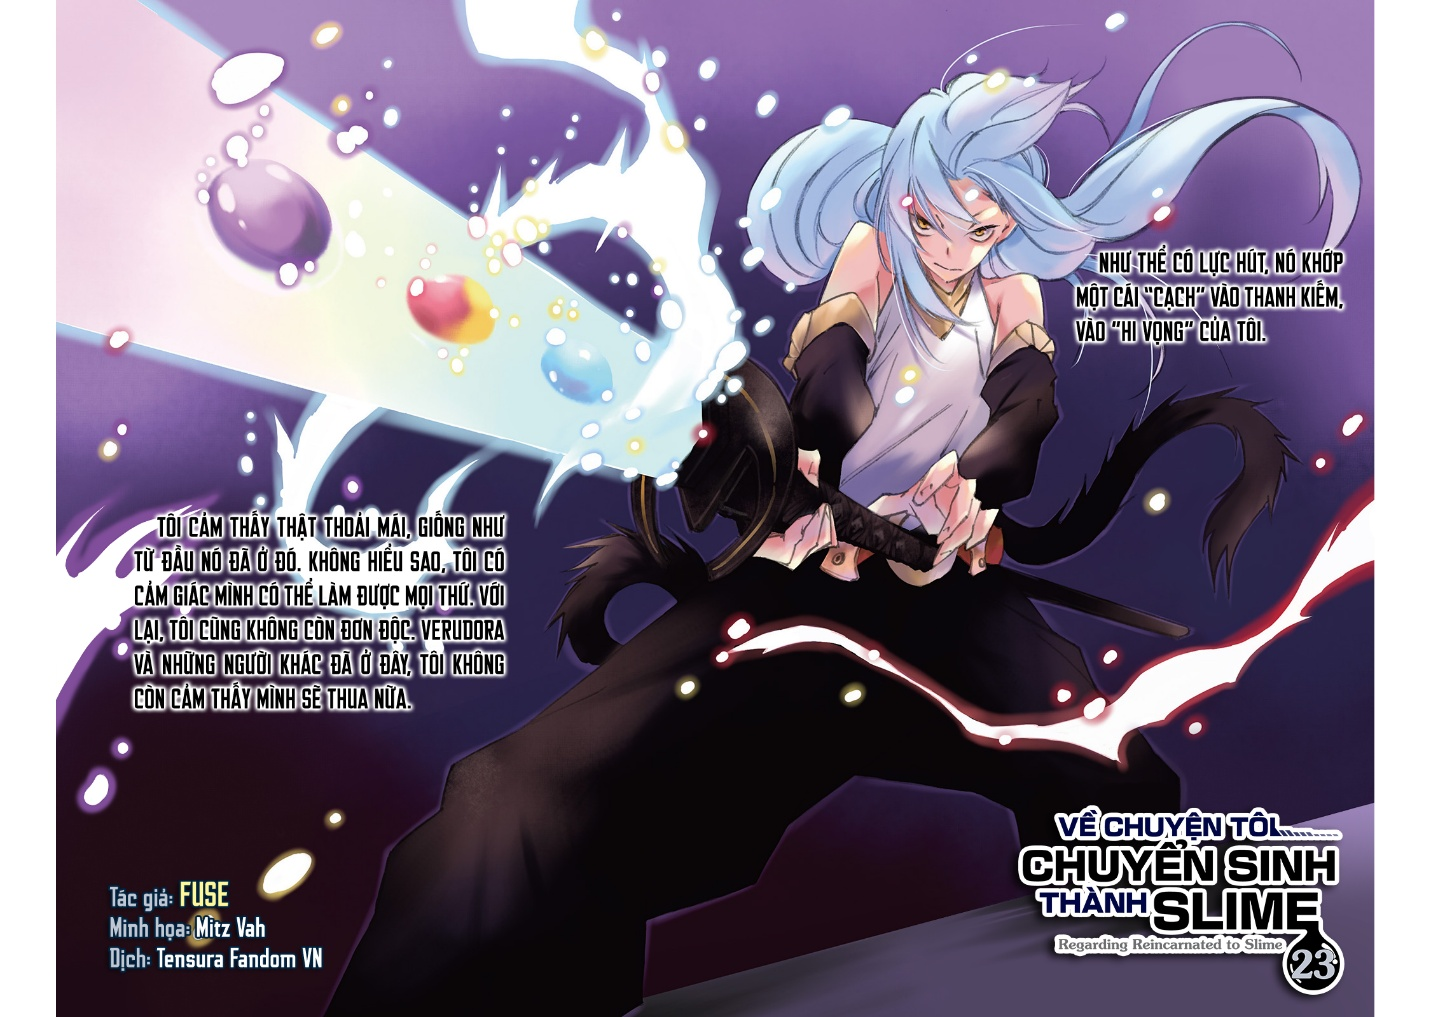 NHƯ THỂ CÓ LỰC HÚT, NÓ KHỚP
MỘT CÁI “CẠCH” VÀO THANH KIẾM,
VÀO “HI VỌNG” CỦA TÔI.
TÔI CẢM THẤY THẬT THOẢI MÁI, GIỐNG NHƯ
TỪ ĐẦU NÓ ĐÃ Ở ĐÓ. KHÔNG HIỂU SAO, TÔI CÓ
CẢM GIÁC MÌNH CÓ THỂ LÀM ĐƯỢC MỌI THỨ. VỚI
LẠI, TÔI CŨNG KHÔNG CÒN ĐƠN ĐỘC. VERUDORA
VÀ NHỮNG NGƯỜI KHÁC ĐÃ Ở ĐÂY, TÔI KHÔNG
CÒN CẢM THẤY MÌNH SẼ THUA NỮA.
Tác giả: FUSE
Minh họa: Mitz Vah
Dịch: Tensura Fandom VN
VỀ CHUYỆN TÔI..........
CHUYỂN SINH
THÀNH SLIME
Regarding Reincarnated to Slime
23